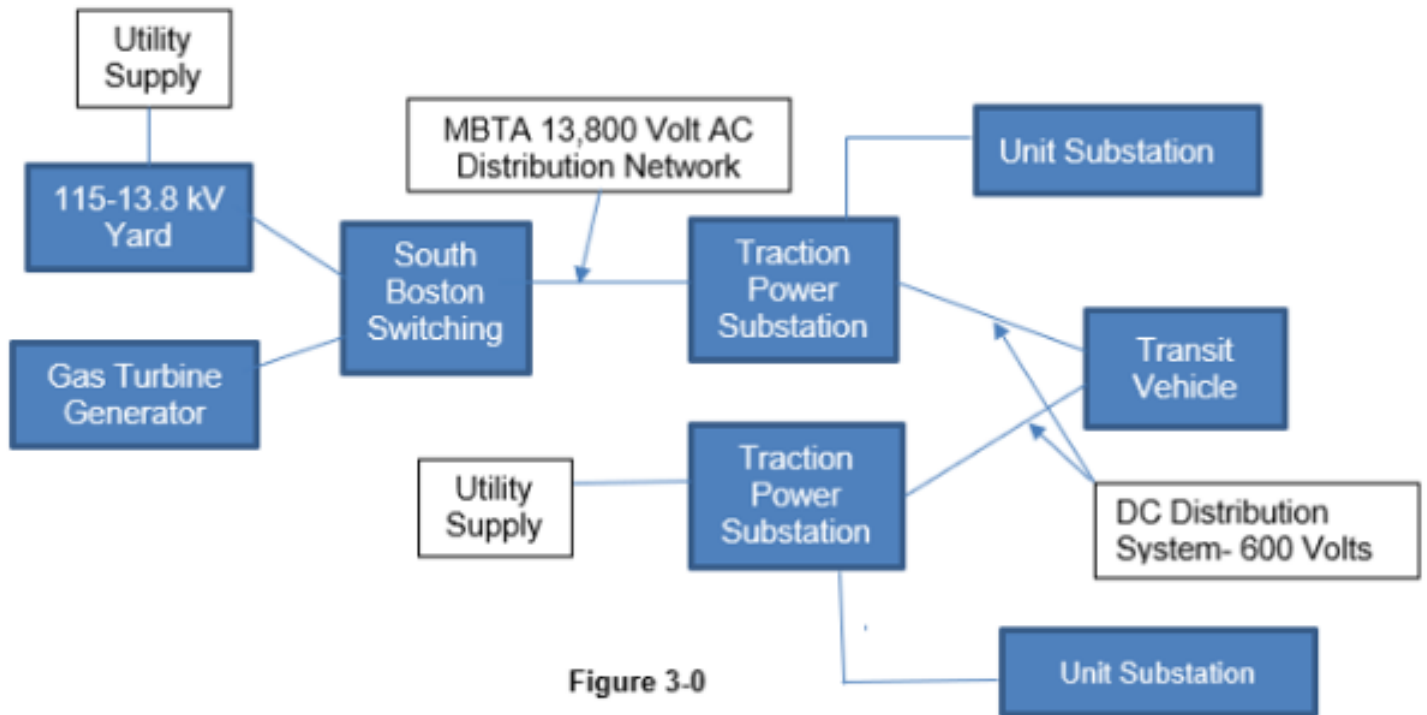 Utility
Supply
MBTA 13,800 Volt AC
Distribution Network
Unit Substation
115-13.8 kV
Yard
South
Boston
Switching
Traction
Power
Substation
Transit
Vehicle
Gas Turbine
Generator
Utility
Supply
Traction
Power
Substation
DC Distribution
System- 600 Volts
Unit Substation
Figure 3-0